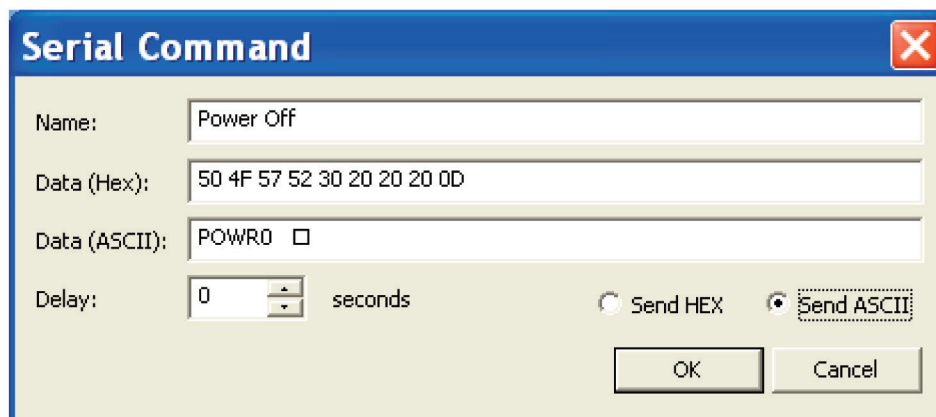 Serial Command
Name: Power Off
Data (Hex): 50 4F 57 52 30 20 20 20 0D
Data (ASCII): POWR0   □
Delay: 0 seconds Send HEX Send ASCII
OK Cancel